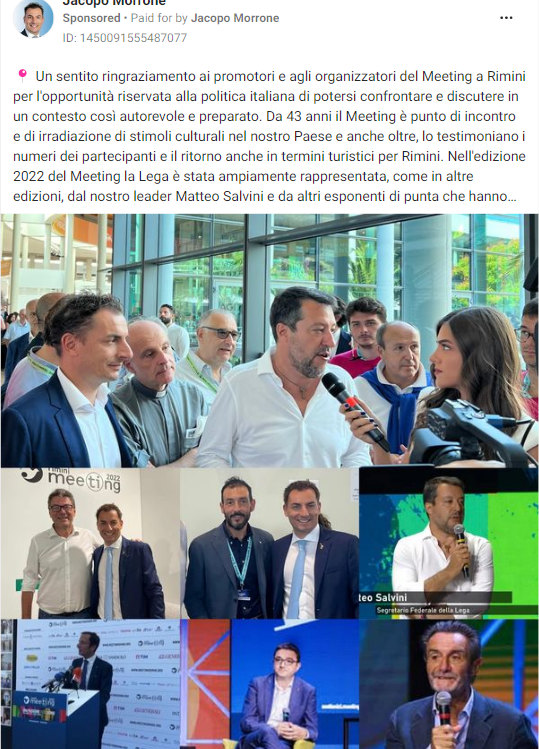 Jacopo Morrone
Sponsored • Paid for by Jacopo Morrone
ID: 1450091555487077
Un sentito ringraziamento ai promotori e agli organizzatori del Meeting a Rimini
per l'opportunità riservata alla politica italiana di potersi confrontare e discutere in
un contesto così autorevole e preparato. Da 43 anni il Meeting è punto di incontro
e di irradiazione di stimoli culturali nel nostro Paese e anche oltre, lo testimoniano i
numeri dei partecipanti e il ritorno anche in termini turistici per Rimini. Nell'edizione
2022 del Meeting la Lega è stata ampiamente rappresentata, come in altre
edizioni, dal nostro leader Matteo Salvini e da altri esponenti di punta che hanno...
rimini
meeting
2022
teo Salvini
Segretario Federale della Lega
meeting